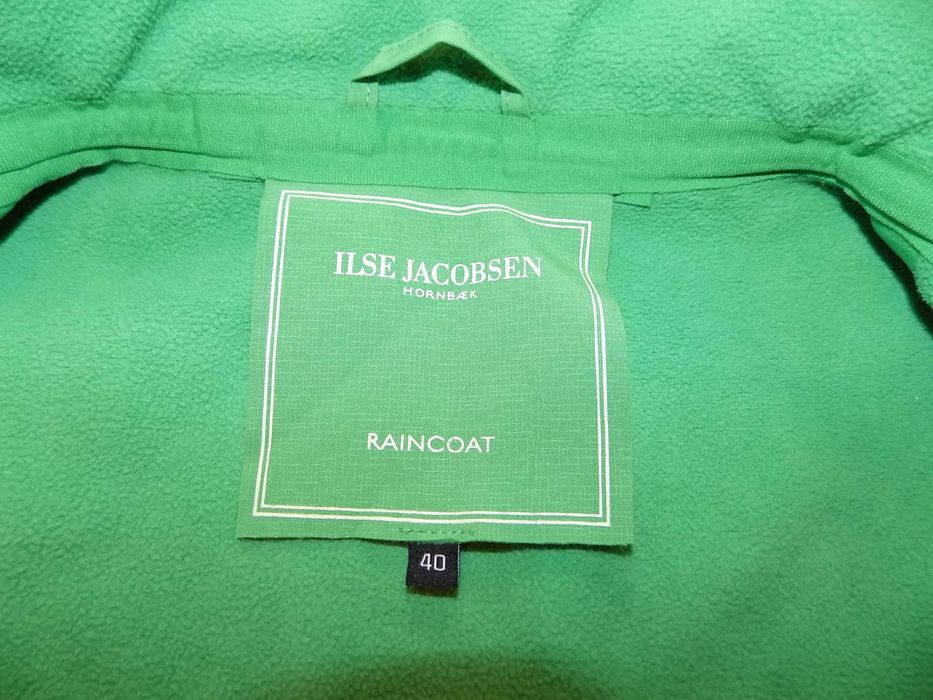 ILSE JACOBSEN
HORNBÆK
RAINCOAT
40